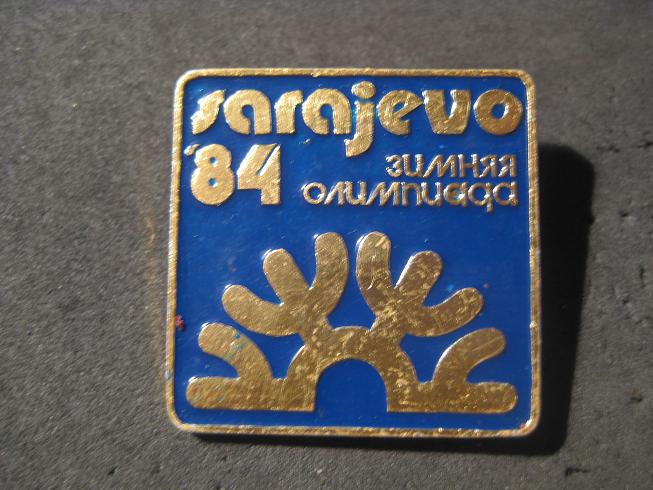 sarajevo
'84 зимняя
олимпиада